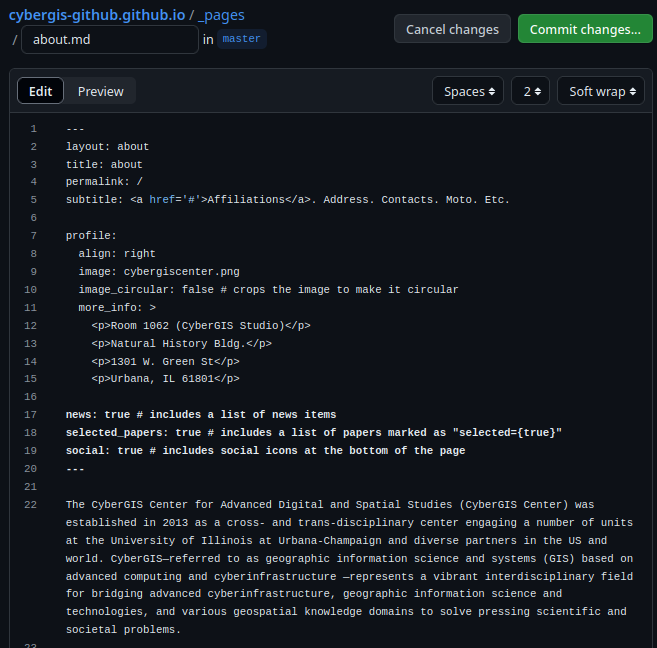 cybergis-github.github.io / _pages
/ about.md in master
Cancel changes Commit changes...
Edit Preview Spaces 2 Soft wrap
1 ---
2 layout: about
3 title: about
4 permalink: /
5 subtitle: <a href='#'>Affiliations</a>. Address. Contacts. Moto. Etc.
6
7 profile:
8 align: right
9 image: cybergiscenter.png
10 image_circular: false # crops the image to make it circular
11 more_info: >
12 <p>Room 1062 (CyberGIS Studio)</p>
13 <p>Natural History Bldg.</p>
14 <p>1301 W. Green St</p>
15 <p>Urbana, IL 61801</p>
16
17 news: true # includes a list of news items
18 selected_papers: true # includes a list of papers marked as "selected={true}"
19 social: true # includes social icons at the bottom of the page
20 ---
21
22 The CyberGIS Center for Advanced Digital and Spatial Studies (CyberGIS Center) was
established in 2013 as a cross- and trans-disciplinary center engaging a number of units
at the University of Illinois at Urbana-Champaign and diverse partners in the US and
world. CyberGIS—referred to as geographic information science and systems (GIS) based on
advanced computing and cyberinfrastructure —represents a vibrant interdisciplinary field
for bridging advanced cyberinfrastructure, geographic information science and
technologies, and various geospatial knowledge domains to solve pressing scientific and
societal problems.
23